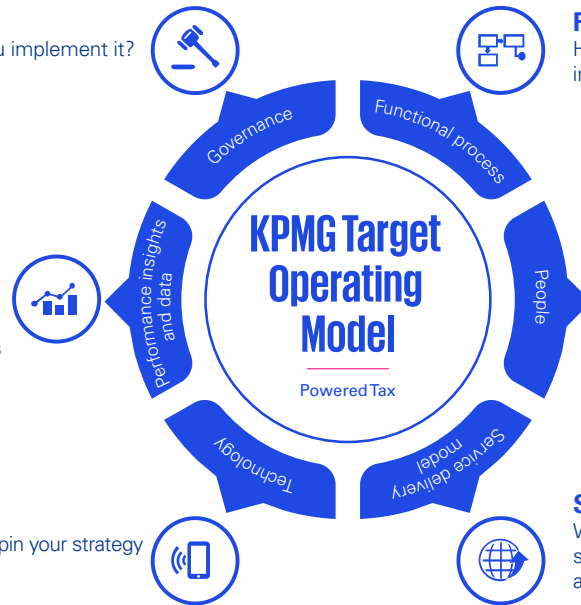 u implement it?
Governance
Functional process
KPMG Target
Operating
Model
Powered Tax
Performance insights
and data
People
Technology
Service delivery
model
pin your strategy